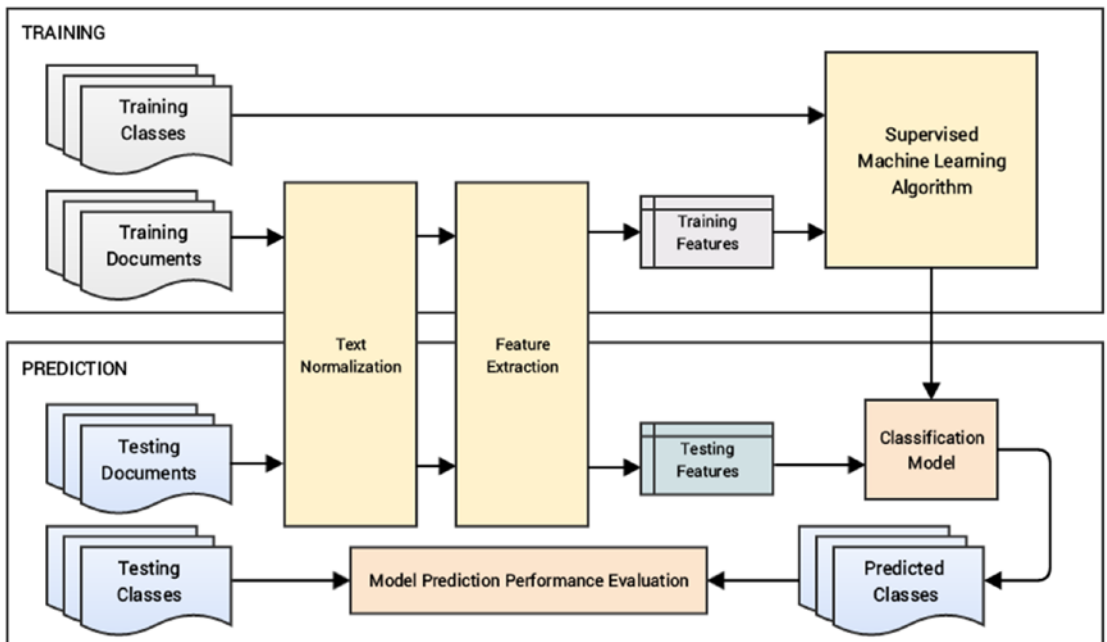 TRAINING
Training
Classes
Supervised
Machine Learning
Algorithm
Training
Documents
Training
Features
Text
Normalization
Feature
Extraction
PREDICTION
Testing
Documents
Testing
Features
Classification
Model
Testing
Classes
Model Prediction Performance Evaluation
Predicted
Classes